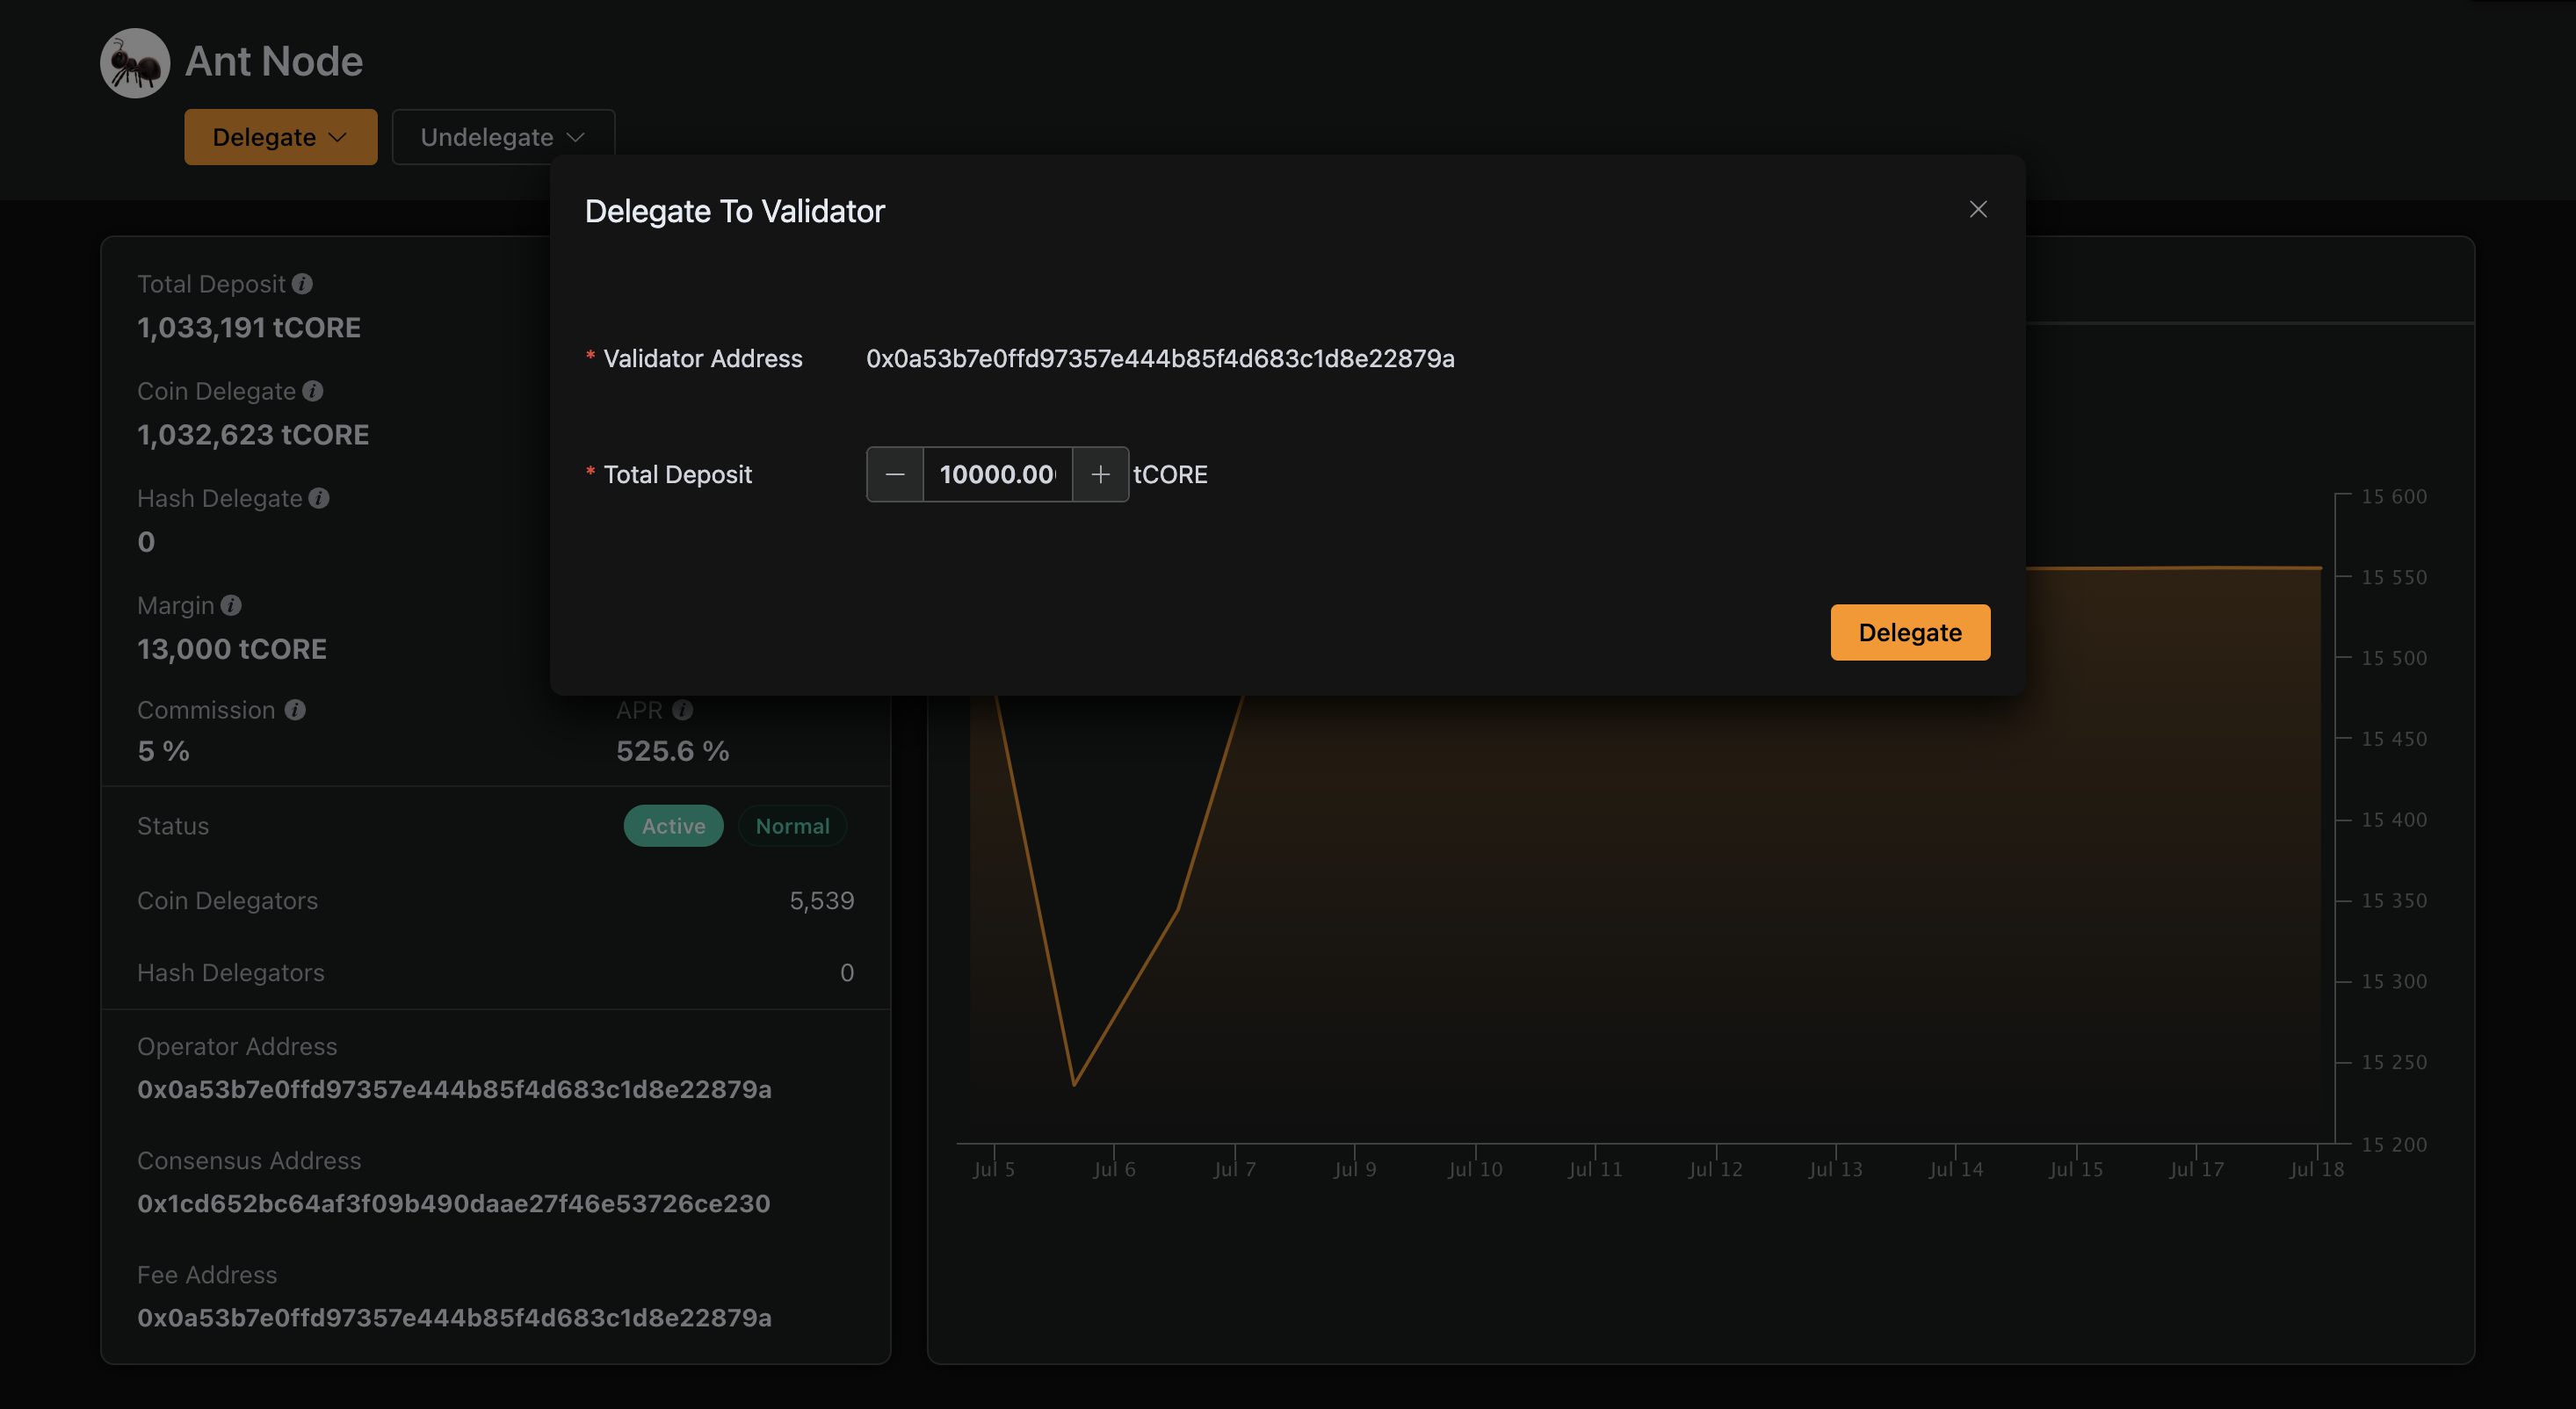 Ant Node
Delegate
Undelegate
Delegate To Validator
* Validator Address 0x0a53b7e0ffd97357e444b85f4d683c1d8e22879a
* Total Deposit 10000.00 tCORE
Delegate
Total Deposit
1,033,191 tCORE
Coin Delegate
1,032,623 tCORE
Hash Delegate
0
Margin
13,000 tCORE
Commission
5 %
APR
525.6 %
Status Active Normal
Coin Delegators 5,539
Hash Delegators 0
Operator Address
0x0a53b7e0ffd97357e444b85f4d683c1d8e22879a
Consensus Address
0x1cd652bc64af3f09b490daae27f46e53726ce230
Fee Address
0x0a53b7e0ffd97357e444b85f4d683c1d8e22879a
15 600
15 550
15 500
15 450
15 400
15 350
15 300
15 250
15 200
Jul 5 Jul 6 Jul 7 Jul 9 Jul 10 Jul 11 Jul 12 Jul 13 Jul 14 Jul 15 Jul 17 Jul 18